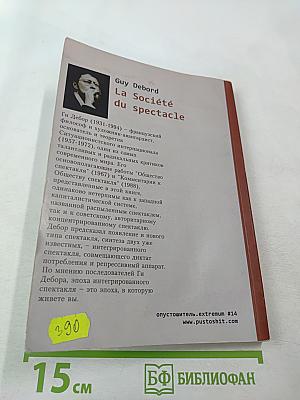 Guy Debord
La Société
du spectacle
Ги Дебор (1931-1994) – французский
философ и художник-авангардист,
основатель и теоретик
Ситуационистского интернационала
(1957-1972), один из самых
талантливых и радикальных критиков
современного мира. Его
основополагающие работы "Общество
спектакля" (1967) и "Комментарии к
Обществу спектакля" (1988),
представленные в этой книге,
одинаково нетерпимы как к западной
капиталистической системе,
названной распыленным спектаклем,
так и к советскому, авторитарному
концентрированному спектаклю.
Дебор предсказал появление и нового
типа спектакля, синтеза двух уже
известных, – интегрированного
спектакля, совмещающего диктат
потребления и репрессивный аппарат.
По мнению последователей Ги
Дебора, эпоха интегрированного
спектакля – это эпоха, в которую
живете вы.
390
опустошитель.extremum #14
www.pustoshit.com
15 см
БФ БИБЛИОФАН